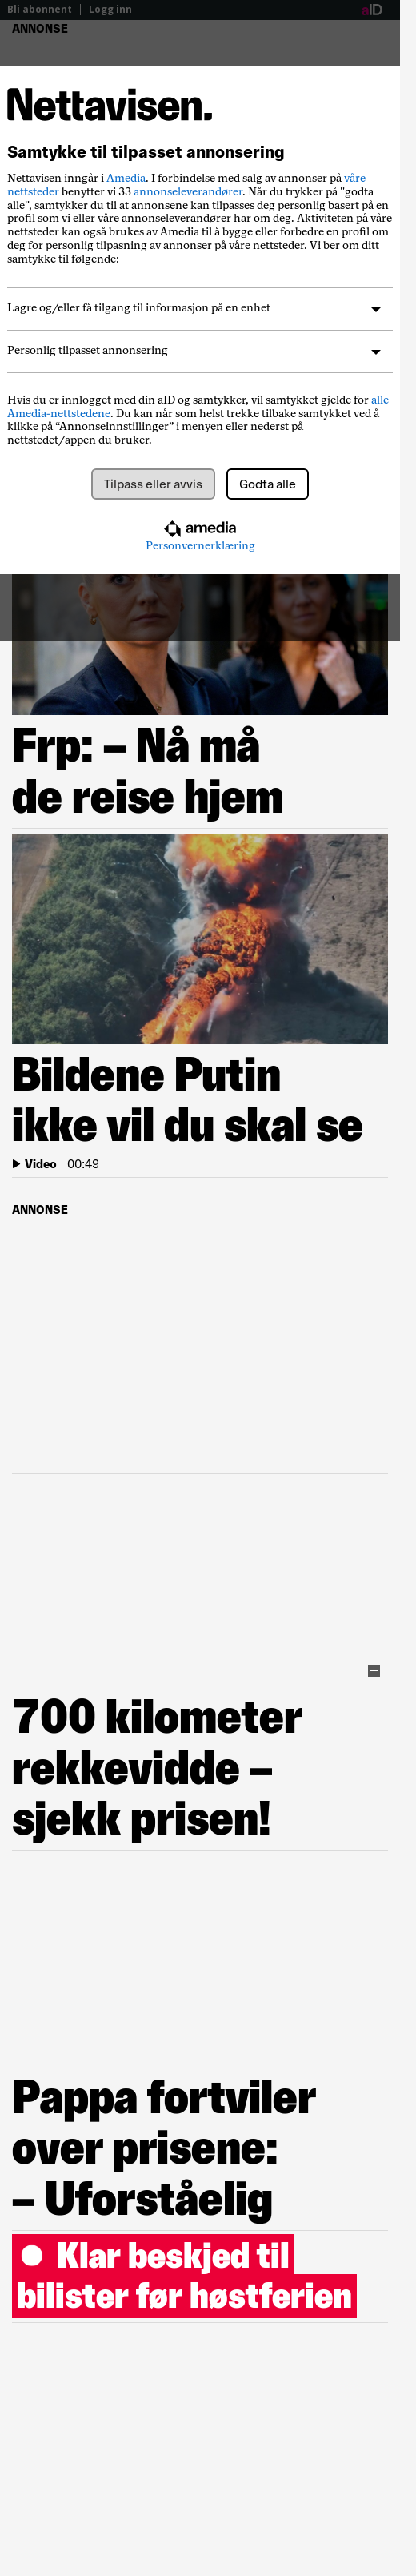 Bli abonnent | Logg inn aID
ANNONSE
Nettavisen.
Samtykke til tilpasset annonsering
Nettavisen inngår i Amedia. I forbindelse med salg av annonser på våre
nettsteder benytter vi 33 annonseleverandører. Når du trykker på "godta
alle", samtykker du til at annonsene kan tilpasses deg personlig basert på en
profil som vi eller våre annonseleverandører har om deg. Aktiviteten på våre
nettsteder kan også brukes av Amedia til å bygge eller forbedre en profil om
deg for personlig tilpasning av annonser på våre nettsteder. Vi ber om ditt
samtykke til følgende:
Lagre og/eller få tilgang til informasjon på en enhet
Personlig tilpasset annonsering
Hvis du er innlogget med din aID og samtykker, vil samtykket gjelde for alle
Amedia-nettstedene. Du kan når som helst trekke tilbake samtykket ved å
klikke på “Annonseinnstillinger” i menyen eller nederst på
nettstedet/appen du bruker.
Tilpass eller avvis Godta alle
amedia
Personvernerklæring
Frp: – Nå må
de reise hjem
Bildene Putin
ikke vil du skal se
Video | 00:49
ANNONSE
700 kilometer
rekkevidde –
sjekk prisen!
Pappa fortviler
over prisene:
– Uforståelig
Klar beskjed til
bilister før høstferien